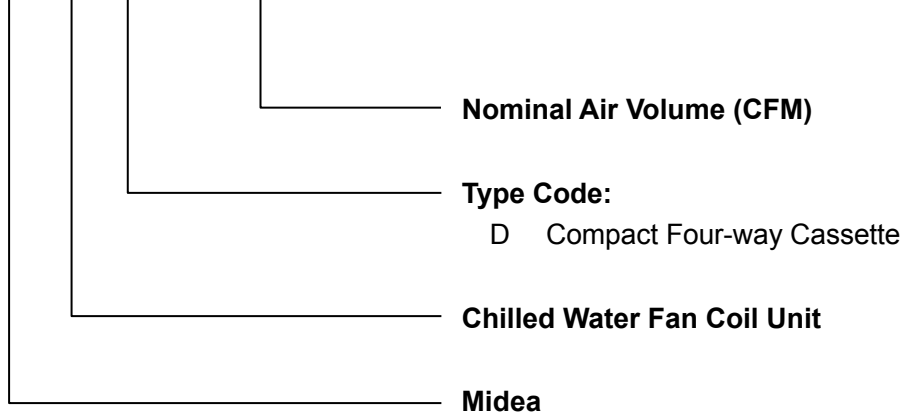 Nominal Air Volume (CFM)
Type Code:
D Compact Four-way Cassette
Chilled Water Fan Coil Unit
Midea